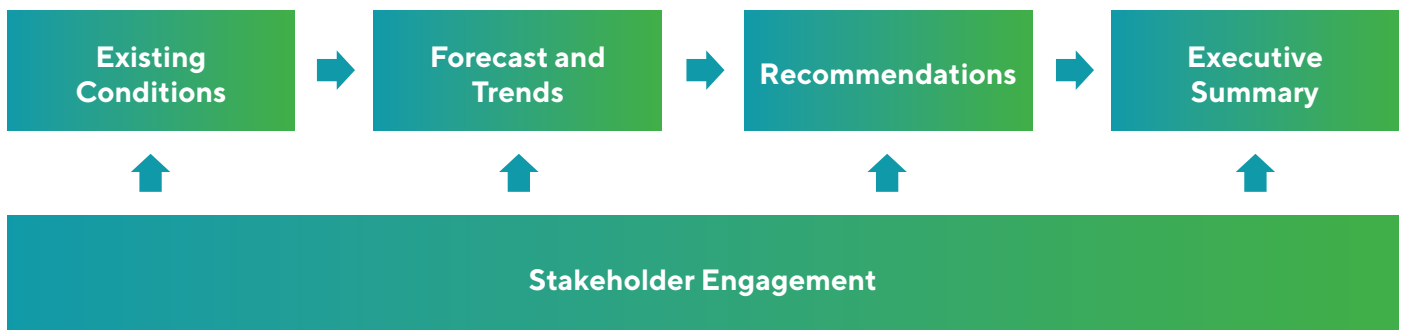 Existing
Conditions
Forecast and
Trends
Recommendations
Executive
Summary
Stakeholder Engagement